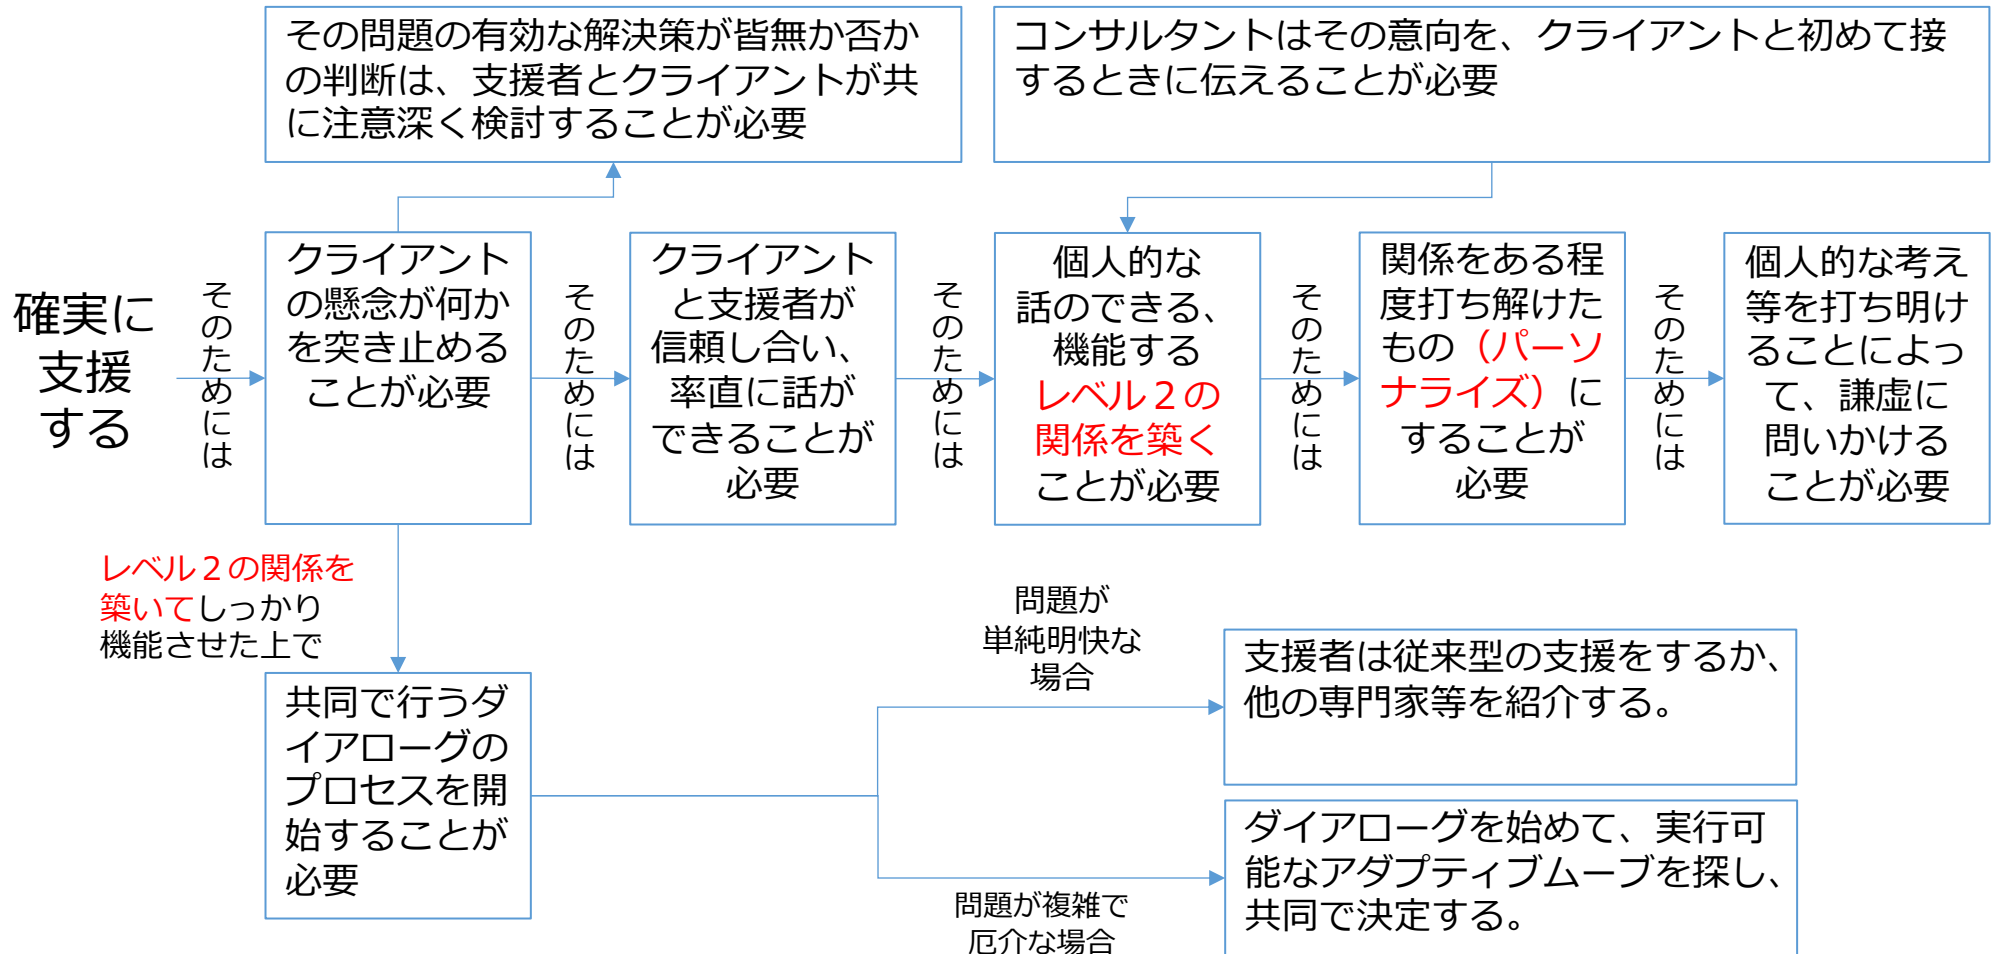 その問題の有効な解決策が皆無か否か
の判断は、支援者とクライアントが共
に注意深く検討することが必要
コンサルタントはその意向を、クライアントと初めて接
するときに伝えることが必要
確実に
支援
する
そのためには
クライアント
の懸念が何か
を突き止める
ことが必要
そのためには
クライアント
と支援者が
信頼し合い、
率直に話が
できることが
必要
そのためには
個人的な
話のできる、
機能する
レベル２の
関係を築く
ことが必要
そのためには
関係をある程
度打ち解けた
もの（パーソ
ナライズ）に
することが
必要
そのためには
個人的な考え
等を打ち明け
ることによっ
て、謙虚に
問いかける
ことが必要
レベル２の関係を
築いてしっかり
機能させた上で
共同で行うダ
イアローグの
プロセスを開
始することが
必要
問題が
単純明快な
場合
支援者は従来型の支援をするか、
他の専門家等を紹介する。
問題が複雑で
厄介な場合
ダイアローグを始めて、実行可
能なアダプティブムーブを探し、
共同で決定する。